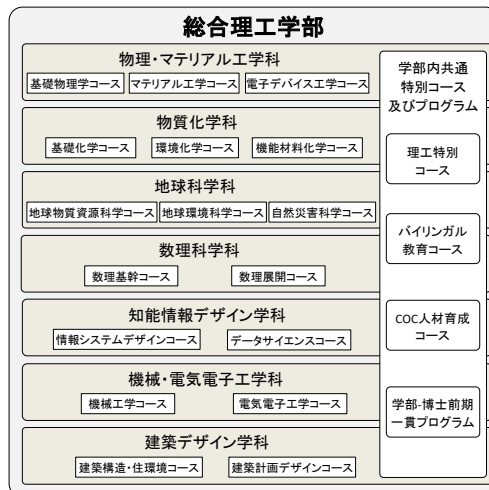 総合理工学部
物理・マテリアル工学科
基礎物理学コース マテリアル工学コース 電子デバイス工学コース
物質化学科
基礎化学コース 環境化学コース 機能材料化学コース
地球科学科
地球物質資源科学コース 地球環境科学コース 自然災害科学コース
数理科学科
数理基幹コース 数理展開コース
知能情報デザイン学科
情報システムデザインコース データサイエンスコース
機械・電気電子工学科
機械工学コース 電気電子工学コース
建築デザイン学科
建築構造・住環境コース 建築計画デザインコース
学部内共通
特別コース
及びプログラム
理工特別
コース
バイリンガル
教育コース
COC人材育成
コース
学部-博士前期
一貫プログラム